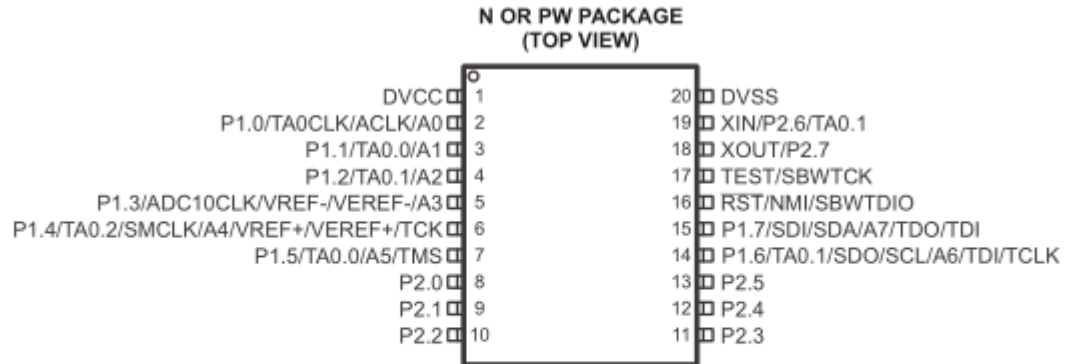 N OR PW PACKAGE
(TOP VIEW)
DVCC 1 20 DVSS
P1.0/TA0CLK/ACLK/A0 2 19 XIN/P2.6/TA0.1
P1.1/TA0.0/A1 3 18 XOUT/P2.7
P1.2/TA0.1/A2 4 17 TEST/SBWTCK
P1.3/ADC10CLK/VREF-/VEREF-/A3 5 16 RST/NMI/SBWTDIO
P1.4/TA0.2/SMCLK/A4/VREF+/VEREF+/TCK 6 15 P1.7/SDI/SDA/A7/TDO/TDI
P1.5/TA0.0/A5/TMS 7 14 P1.6/TA0.1/SDO/SCL/A6/TDI/TCLK
P2.0 8 13 P2.5
P2.1 9 12 P2.4
P2.2 10 11 P2.3